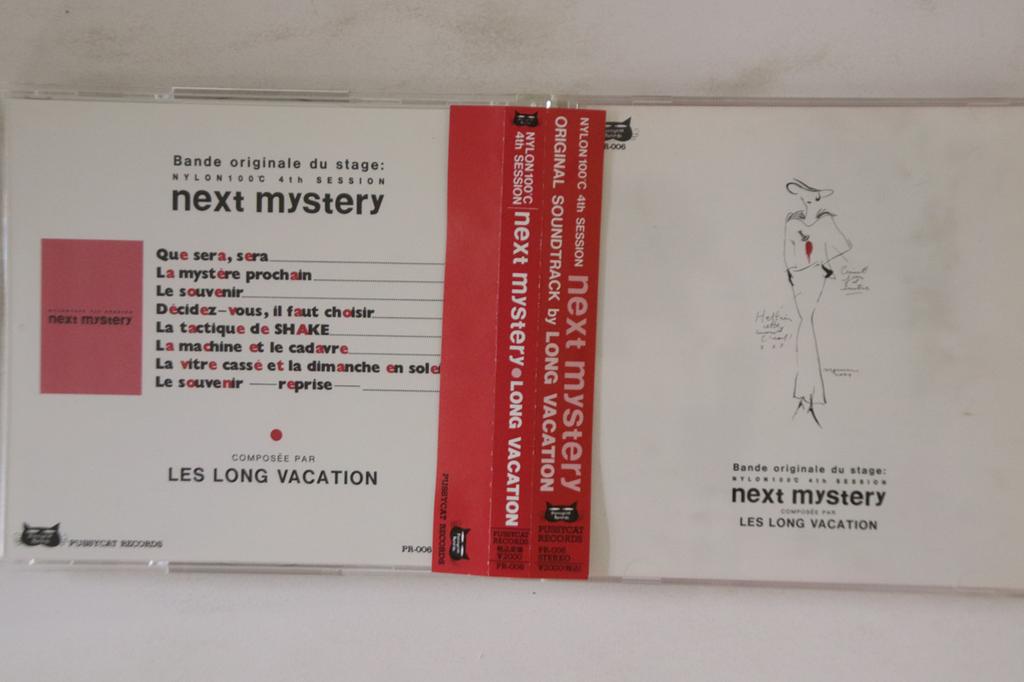 Bande originale du stage:
NYLON100℃ 4th SESSION
next mystery
next mystery
Que sera, sera
La mystère prochain
Le souvenir
Décidez-vous, il faut choisir
La tactique de SHAKE
La machine et le cadavre
La vitre cassé et la dimanche en sole
Le souvenir — reprise —
COMPOSÉE PAR
LES LONG VACATION
PUSSYCAT RECORDS
PR-006
PUSSYCAT RECORDS
NYLON100℃
4th SESSION
next mystery•LONG VACATION
PUSSYCAT
RECORDS
¥2000
PR-006
NYLON100℃ 4th SESSION next mystery
ORIGINAL SOUNDTRACK by LONG VACATION
PUSSYCAT
RECORDS
PR-006
STEREO
PR-006
Bande originale du stage:
NYLON100℃ 4th SESSION
next mystery
COMPOSÉE PAR
LES LONG VACATION